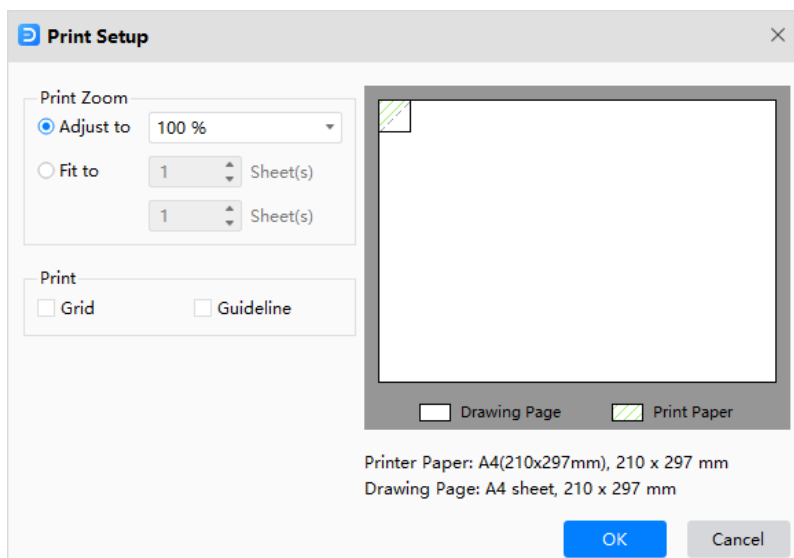 Print Setup
Print Zoom
Adjust to 100 %
Fit to 1 Sheet(s)
1 Sheet(s)
Print
Grid Guideline
Drawing Page Print Paper
Printer Paper: A4(210x297mm), 210 x 297 mm
Drawing Page: A4 sheet, 210 x 297 mm
OK Cancel